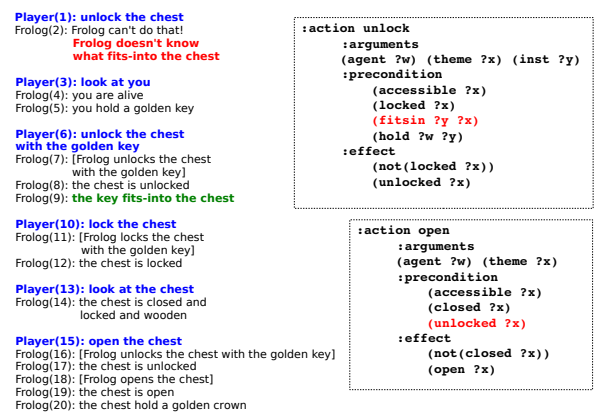 Player(1): unlock the chest
Frolog(2): Frolog can't do that!
Frolog doesn't know
what fits-into the chest
Player(3): look at you
Frolog(4): you are alive
Frolog(5): you hold a golden key
Player(6): unlock the chest
with the golden key
Frolog(7): [Frolog unlocks the chest
with the golden key]
Frolog(8): the chest is unlocked
Frolog(9): the key fits-into the chest
Player(10): lock the chest
Frolog(11): [Frolog locks the chest
with the golden key]
Frolog(12): the chest is locked
Player(13): look at the chest
Frolog(14): the chest is closed and
locked and wooden
Player(15): open the chest
Frolog(16): [Frolog unlocks the chest with the golden key]
Frolog(17): the chest is unlocked
Frolog(18): [Frolog opens the chest]
Frolog(19): the chest is open
Frolog(20): the chest hold a golden crown
:action unlock
:arguments
(agent ?w) (theme ?x) (inst ?y)
:precondition
(accessible ?x)
(locked ?x)
(fitsin ?y ?x)
(hold ?w ?y)
:effect
(not(locked ?x))
(unlocked ?x)
:action open
:arguments
(agent ?w) (theme ?x)
:precondition
(accessible ?x)
(closed ?x)
(unlocked ?x)
:effect
(not(closed ?x))
(open ?x)